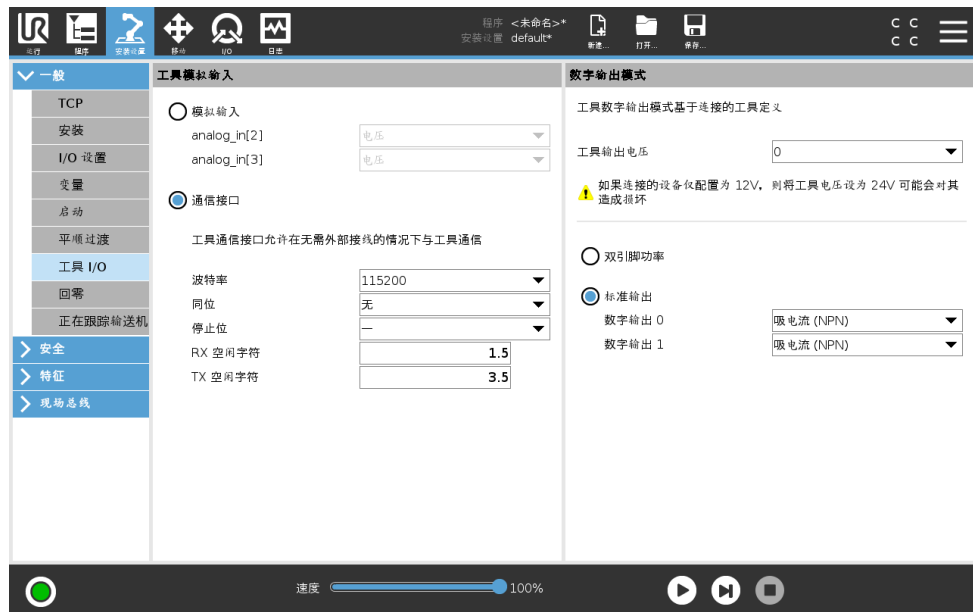 程序 <未命名>*
安装设置 default*
运行
程序
安装设置
移动
I/O
日志
新建...
打开...
保存...
C C
C C
一般
TCP
安装
I/O 设置
变量
启动
平顺过渡
工具 I/O
回零
正在跟踪输送机
安全
特征
现场总线
工具模拟输入
模拟输入
analog_in[2] 电压
analog_in[3] 电压
通信接口
工具通信接口允许在无需外部接线的情况下与工具通信
波特率 115200
同位 无
停止位 一
RX 空闲字符 1.5
TX 空闲字符 3.5
数字输出模式
工具数字输出模式基于连接的工具定义
工具输出电压 0
如果连接的设备仅配置为 12V，则将工具电压设为 24V 可能会对其
造成损坏
双引脚功率
标准输出
数字输出 0 吸电流 (NPN)
数字输出 1 吸电流 (NPN)
速度 100%